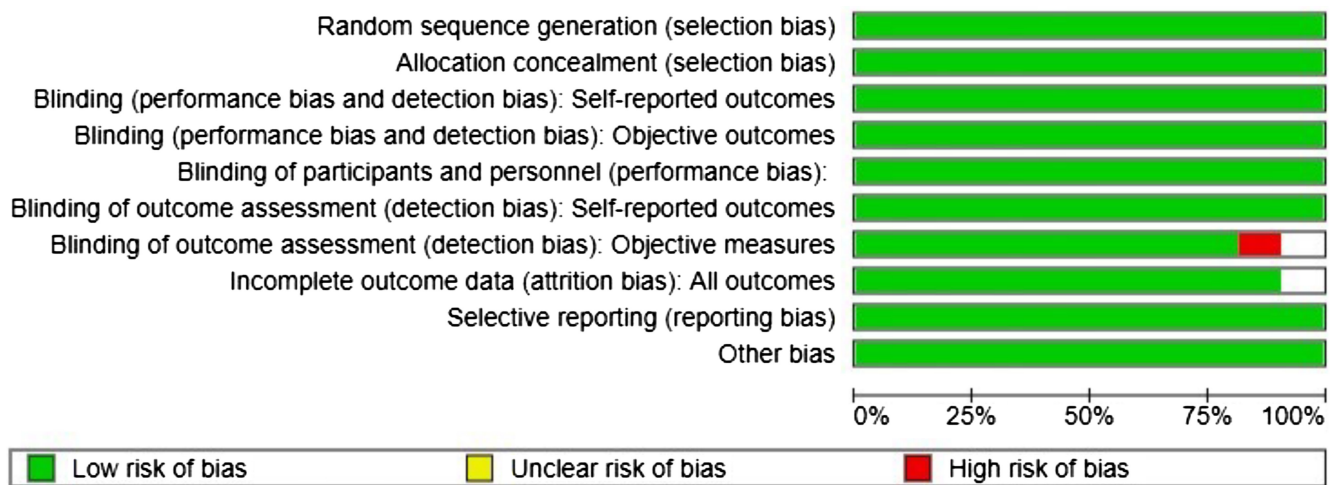 Random sequence generation (selection bias)
Allocation concealment (selection bias)
Blinding (performance bias and detection bias): Self-reported outcomes
Blinding (performance bias and detection bias): Objective outcomes
Blinding of participants and personnel (performance bias):
Blinding of outcome assessment (detection bias): Self-reported outcomes
Blinding of outcome assessment (detection bias): Objective measures
Incomplete outcome data (attrition bias): All outcomes
Selective reporting (reporting bias)
Other bias
0% 25% 50% 75% 100%
Low risk of bias Unclear risk of bias High risk of bias